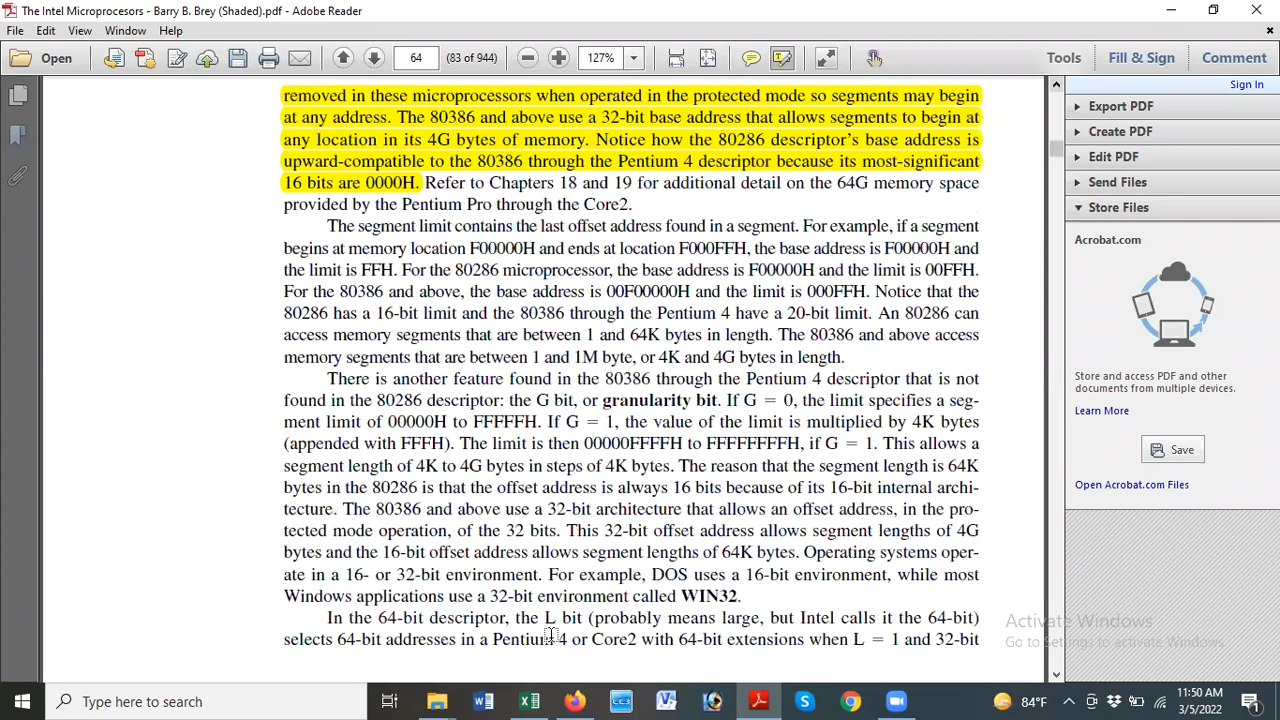 The Intel Microprocesors - Barry B. Brey (Shaded).pdf - Adobe Reader
File Edit View Window Help
Open 64 (83 of 944) 127% Tools Fill & Sign Comment
Sign In
removed in these microprocessors when operated in the protected mode so segments may begin
at any address. The 80386 and above use a 32-bit base address that allows segments to begin at
any location in its 4G bytes of memory. Notice how the 80286 descriptor's base address is
upward-compatible to the 80386 through the Pentium 4 descriptor because its most-significant
16 bits are 0000H. Refer to Chapters 18 and 19 for additional detail on the 64G memory space
provided by the Pentium Pro through the Core2.
The segment limit contains the last offset address found in a segment. For example, if a segment
begins at memory location F00000H and ends at location F000FFH, the base address is F00000H and
the limit is FFH. For the 80286 microprocessor, the base address is F00000H and the limit is 00FFH.
For the 80386 and above, the base address is 00F00000H and the limit is 000FFH. Notice that the
80286 has a 16-bit limit and the 80386 through the Pentium 4 have a 20-bit limit. An 80286 can
access memory segments that are between 1 and 64K bytes in length. The 80386 and above access
memory segments that are between 1 and 1M byte, or 4K and 4G bytes in length.
There is another feature found in the 80386 through the Pentium 4 descriptor that is not
found in the 80286 descriptor: the G bit, or granularity bit. If G = 0, the limit specifies a seg-
ment limit of 00000H to FFFFFH. If G = 1, the value of the limit is multiplied by 4K bytes
(appended with FFFH). The limit is then 00000FFFFH to FFFFFFFFH, if G = 1. This allows a
segment length of 4K to 4G bytes in steps of 4K bytes. The reason that the segment length is 64K
bytes in the 80286 is that the offset address is always 16 bits because of its 16-bit internal archi-
tecture. The 80386 and above use a 32-bit architecture that allows an offset address, in the pro-
tected mode operation, of the 32 bits. This 32-bit offset address allows segment lengths of 4G
bytes and the 16-bit offset address allows segment lengths of 64K bytes. Operating systems oper-
ate in a 16- or 32-bit environment. For example, DOS uses a 16-bit environment, while most
Windows applications use a 32-bit environment called WIN32.
In the 64-bit descriptor, the L bit (probably means large, but Intel calls it the 64-bit)
selects 64-bit addresses in a Pentium 4 or Core2 with 64-bit extensions when L = 1 and 32-bit
Export PDF
Create PDF
Edit PDF
Send Files
Store Files
Acrobat.com
Store and access PDF and other
documents from multiple devices.
Learn More
Save
Open Acrobat.com Files
Activate Windows
Go to Settings to activate Windows.
Type here to search
84°F
11:50 AM
3/5/2022